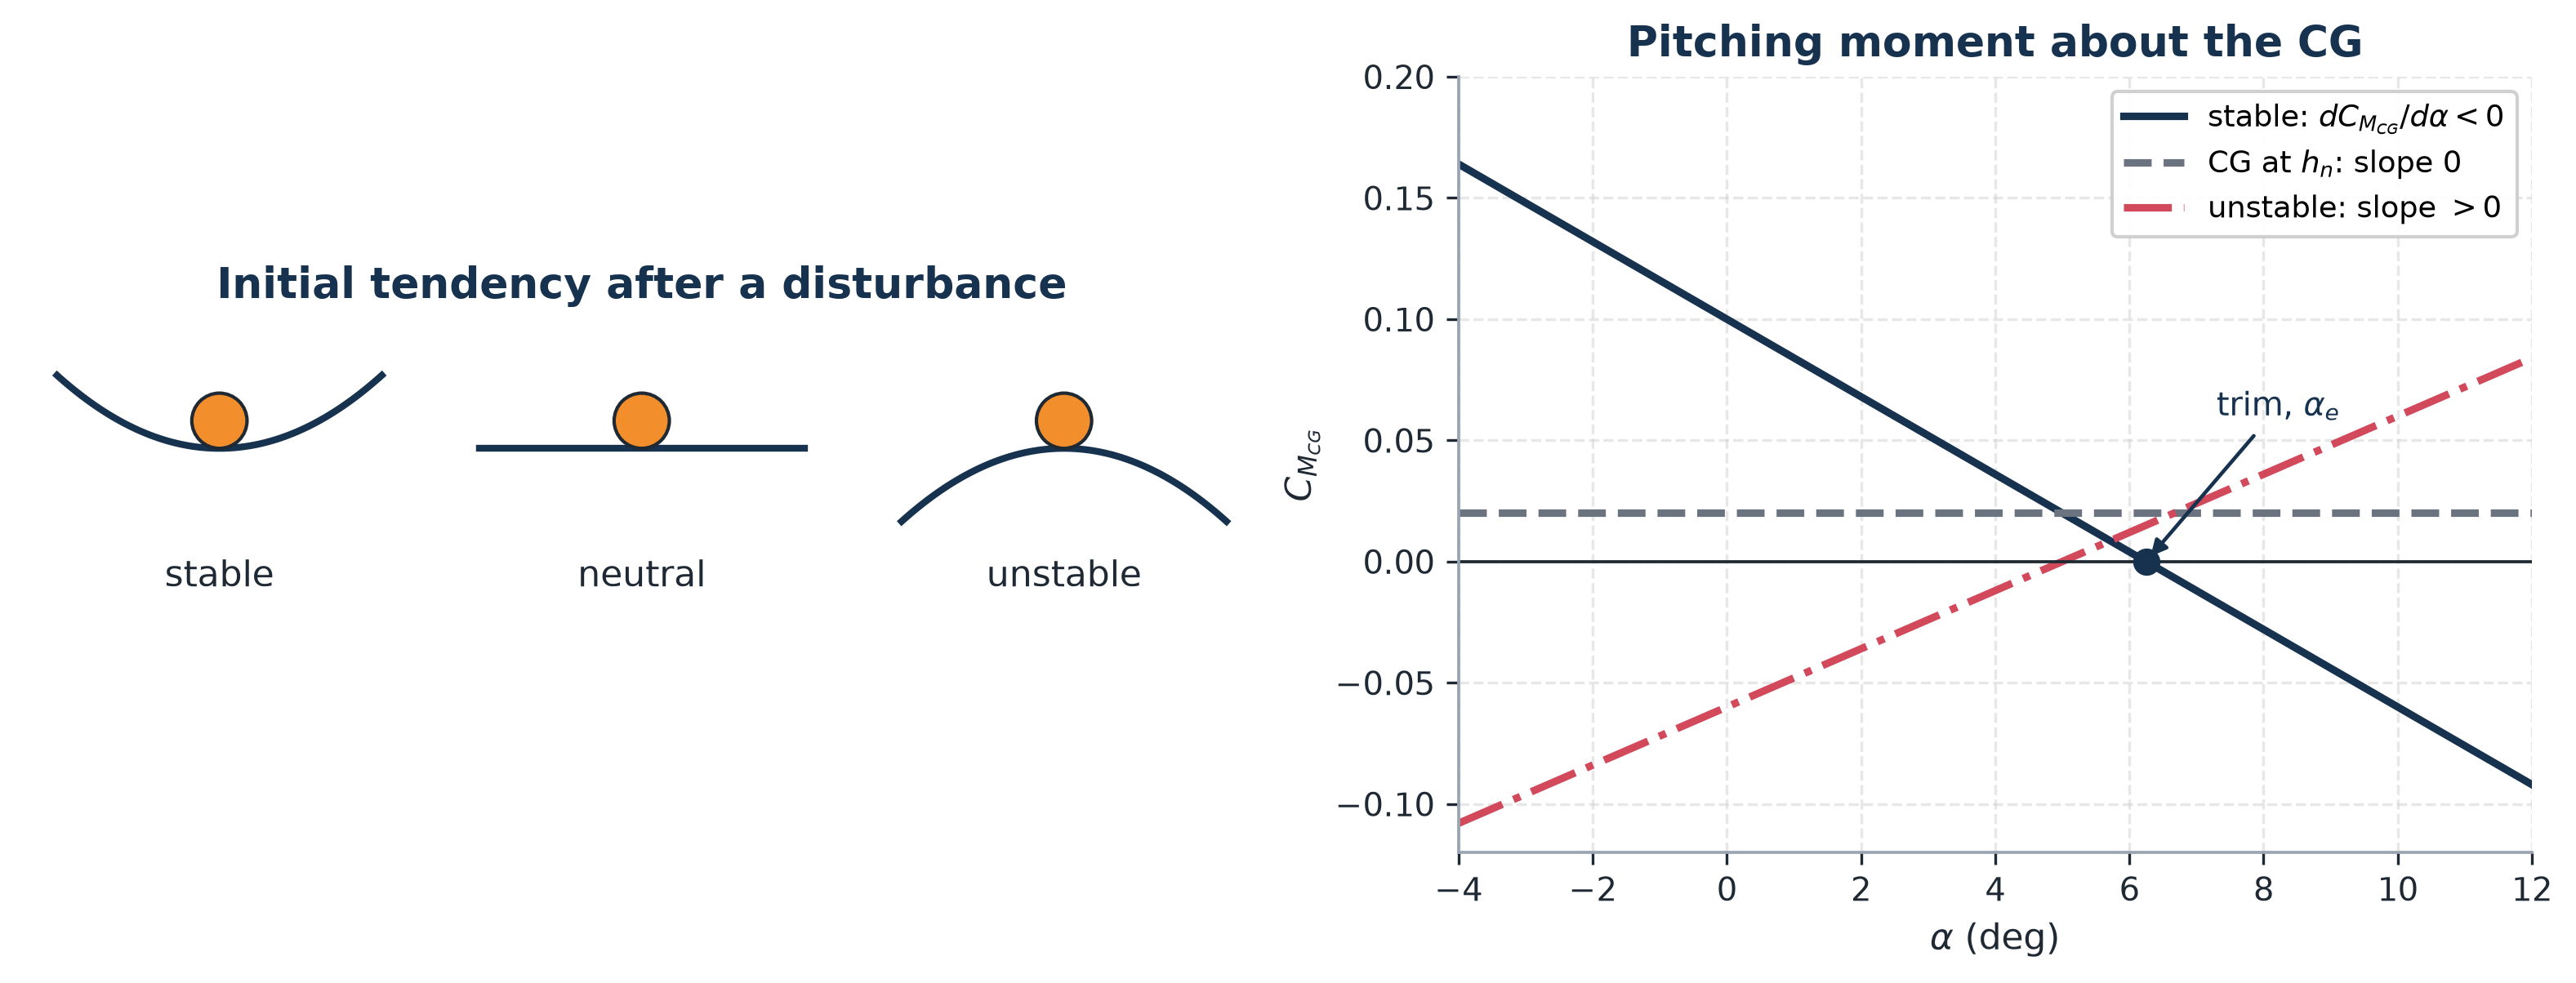 Initial tendency after a disturbance
stable
neutral
unstable
Pitching moment about the CG
0.20
0.15
0.10
0.05
0.00
−0.05
−0.10
$C_{M_{CG}}$
stable: $dC_{M_{CG}}/d\alpha < 0$
CG at $h_n$: slope 0
unstable: slope $> 0$
trim, $\alpha_e$
−4 −2 0 2 4 6 8 10 12
α (deg)